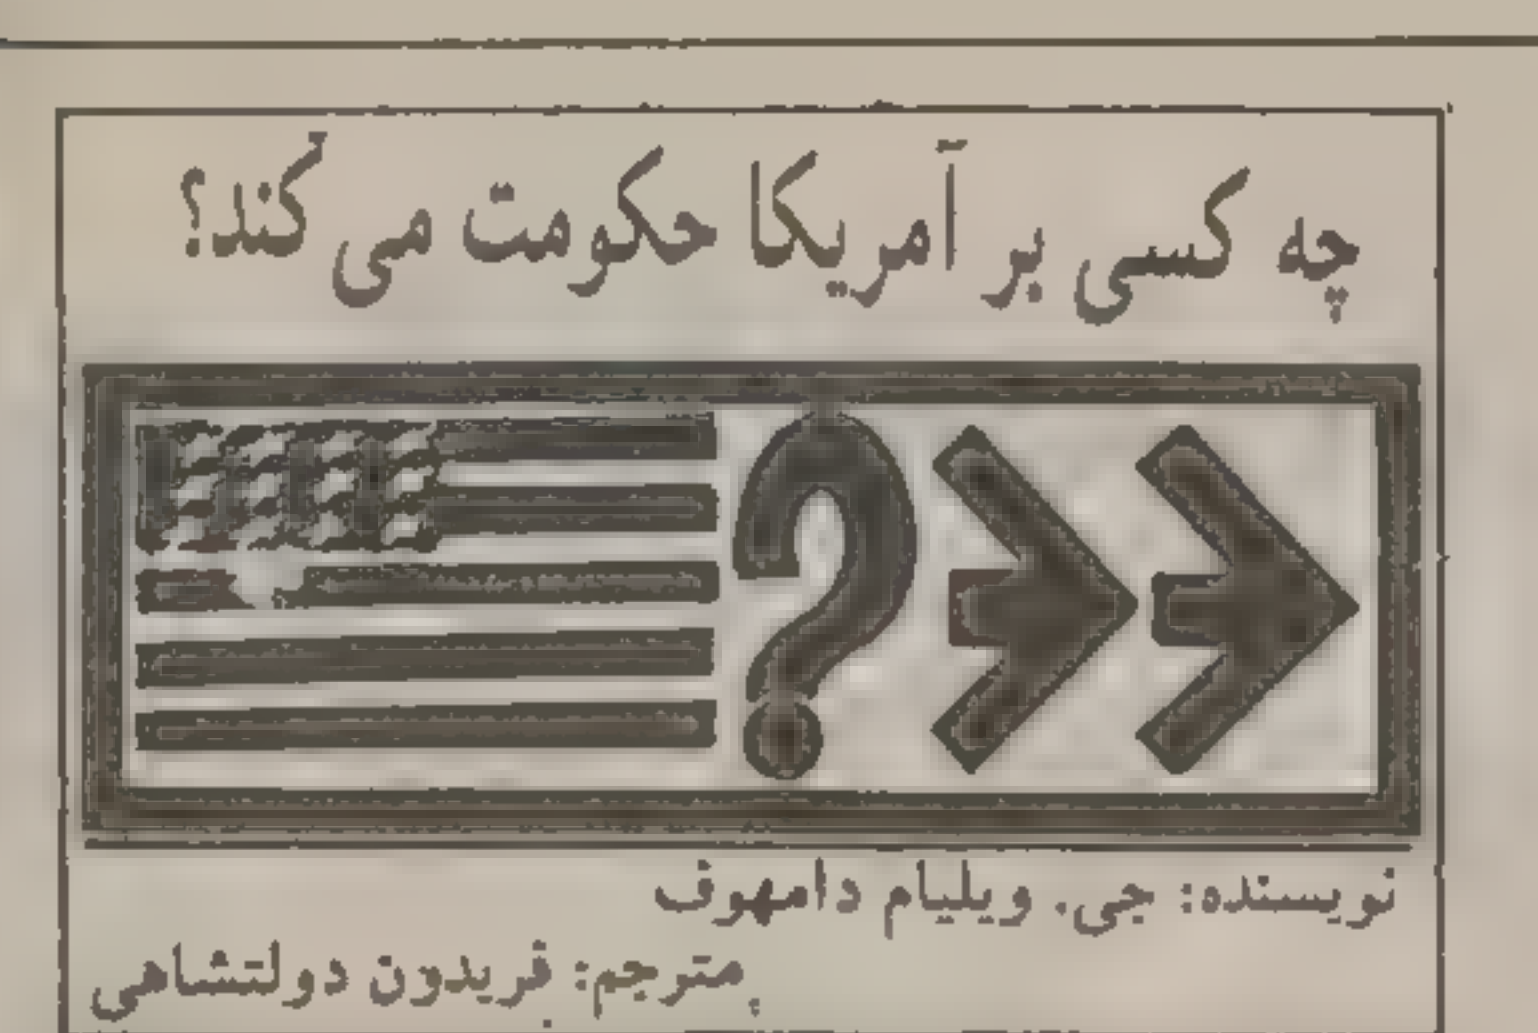 چه کسی بر آمریکا حکومت می‌کند؟
نویسنده: جی. ویلیام دامهوف
مترجم: فریدون دولتشاهی